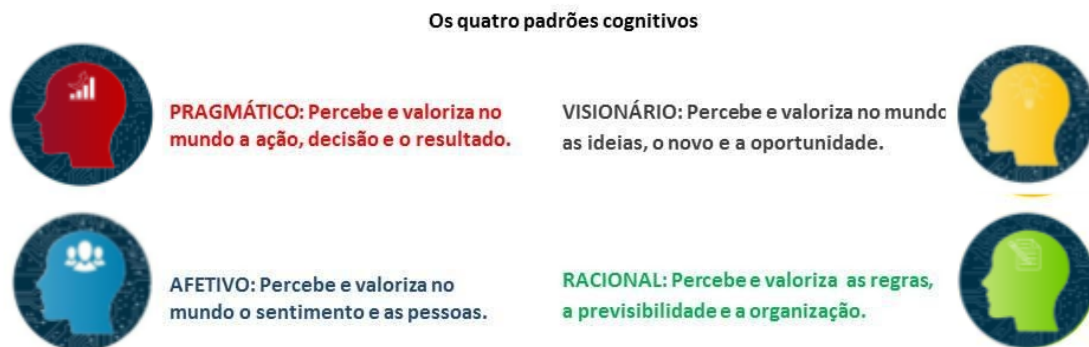 Os quatro padrões cognitivos
PRAGMÁTICO: Percebe e valoriza no
mundo a ação, decisão e o resultado.
VISIONÁRIO: Percebe e valoriza no mundo
as ideias, o novo e a oportunidade.
AFETIVO: Percebe e valoriza no
mundo o sentimento e as pessoas.
RACIONAL: Percebe e valoriza as regras,
a previsibilidade e a organização.